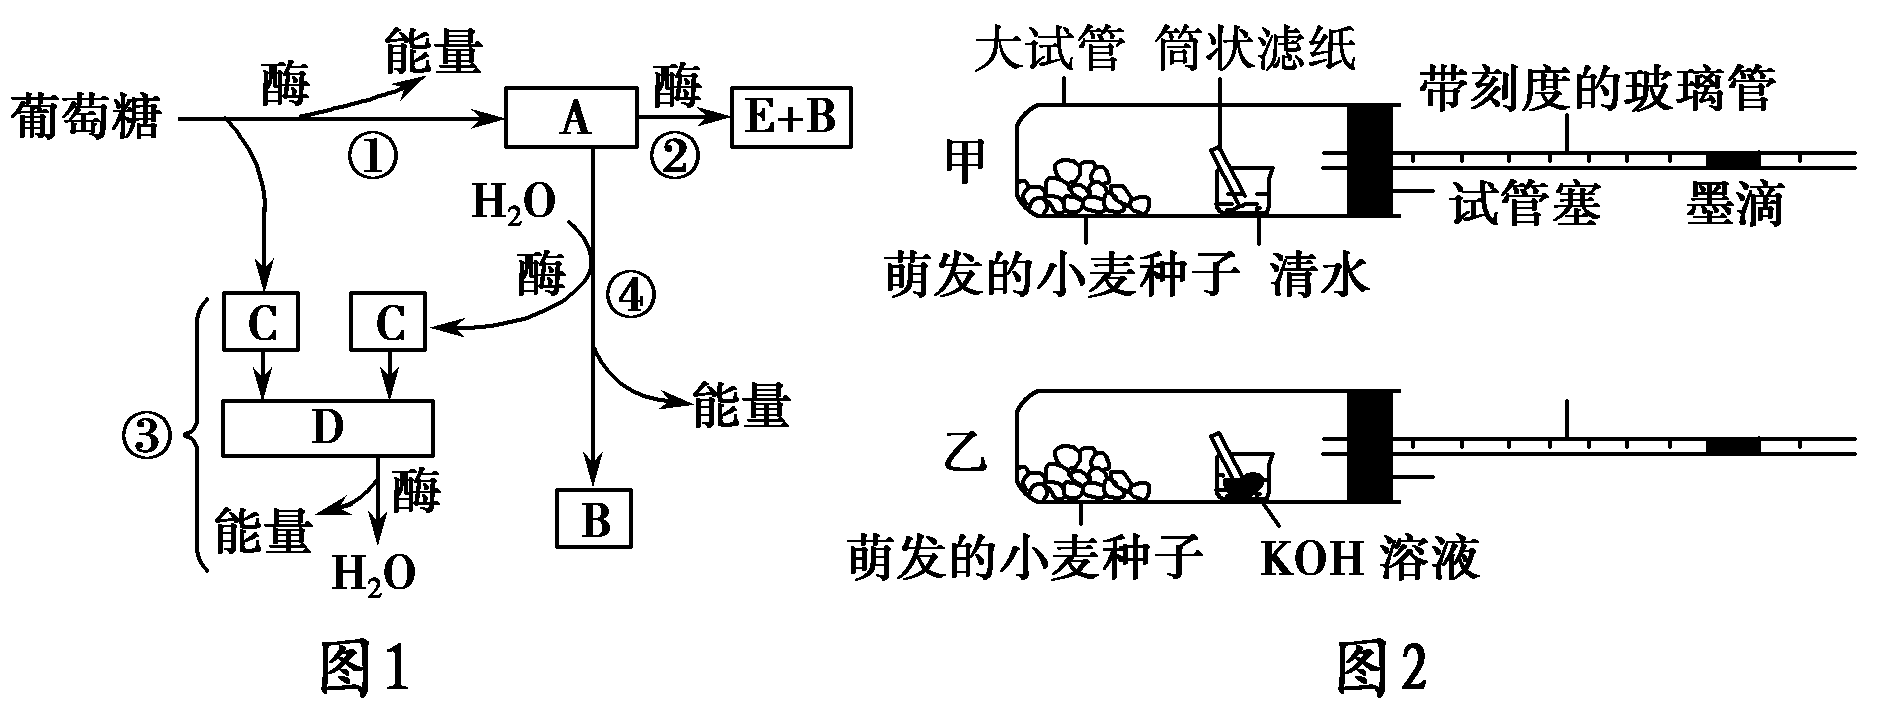 能量
酶
葡萄糖
①
A
酶
②
E+B
H₂O
酶
④
C
C
③
D
能量
酶
能量
H₂O
B
图1
大试管
筒状滤纸
带刻度的玻璃管
甲
试管塞
墨滴
萌发的小麦种子
清水
乙
萌发的小麦种子
KOH 溶液
图2